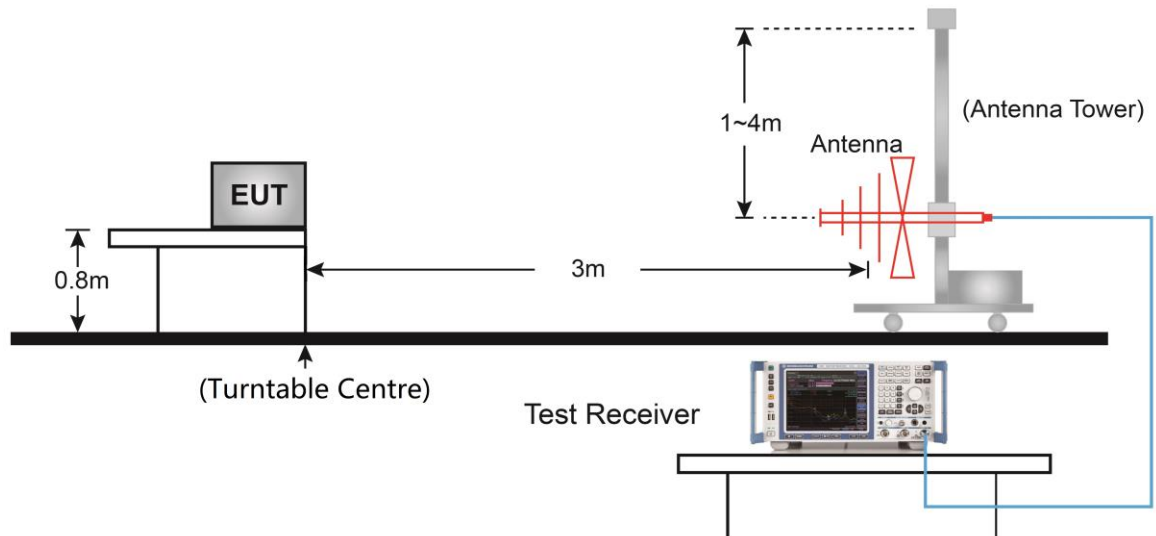 1~4m
(Antenna Tower)
Antenna
EUT
0.8m
3m
(Turntable Centre)
Test Receiver